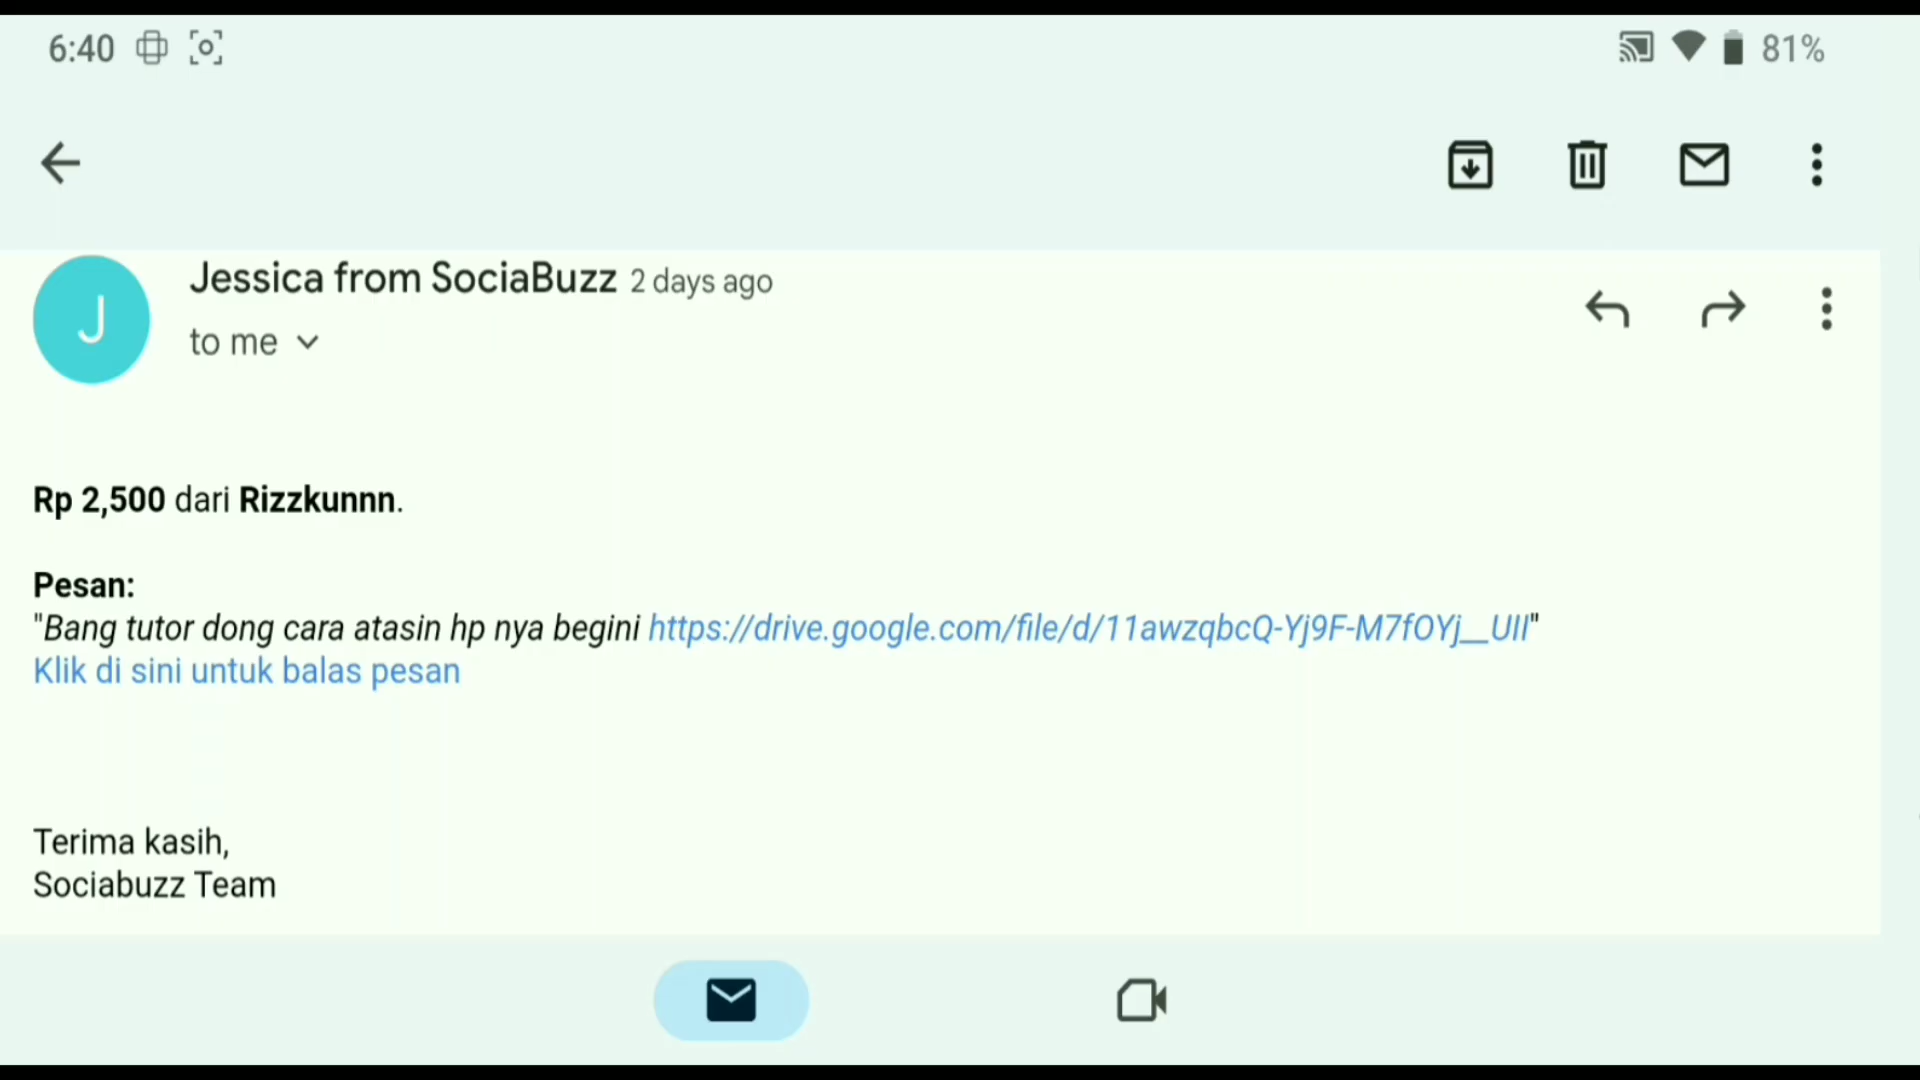 6:40
81%
Jessica from SociaBuzz 2 days ago
to me
J
Rp 2,500 dari Rizzkunnn.
Pesan:
"Bang tutor dong cara atasin hp nya begini https://drive.google.com/file/d/11awzqbcQ-Yj9F-M7fOYj__UII"
Klik di sini untuk balas pesan
Terima kasih,
Sociabuzz Team